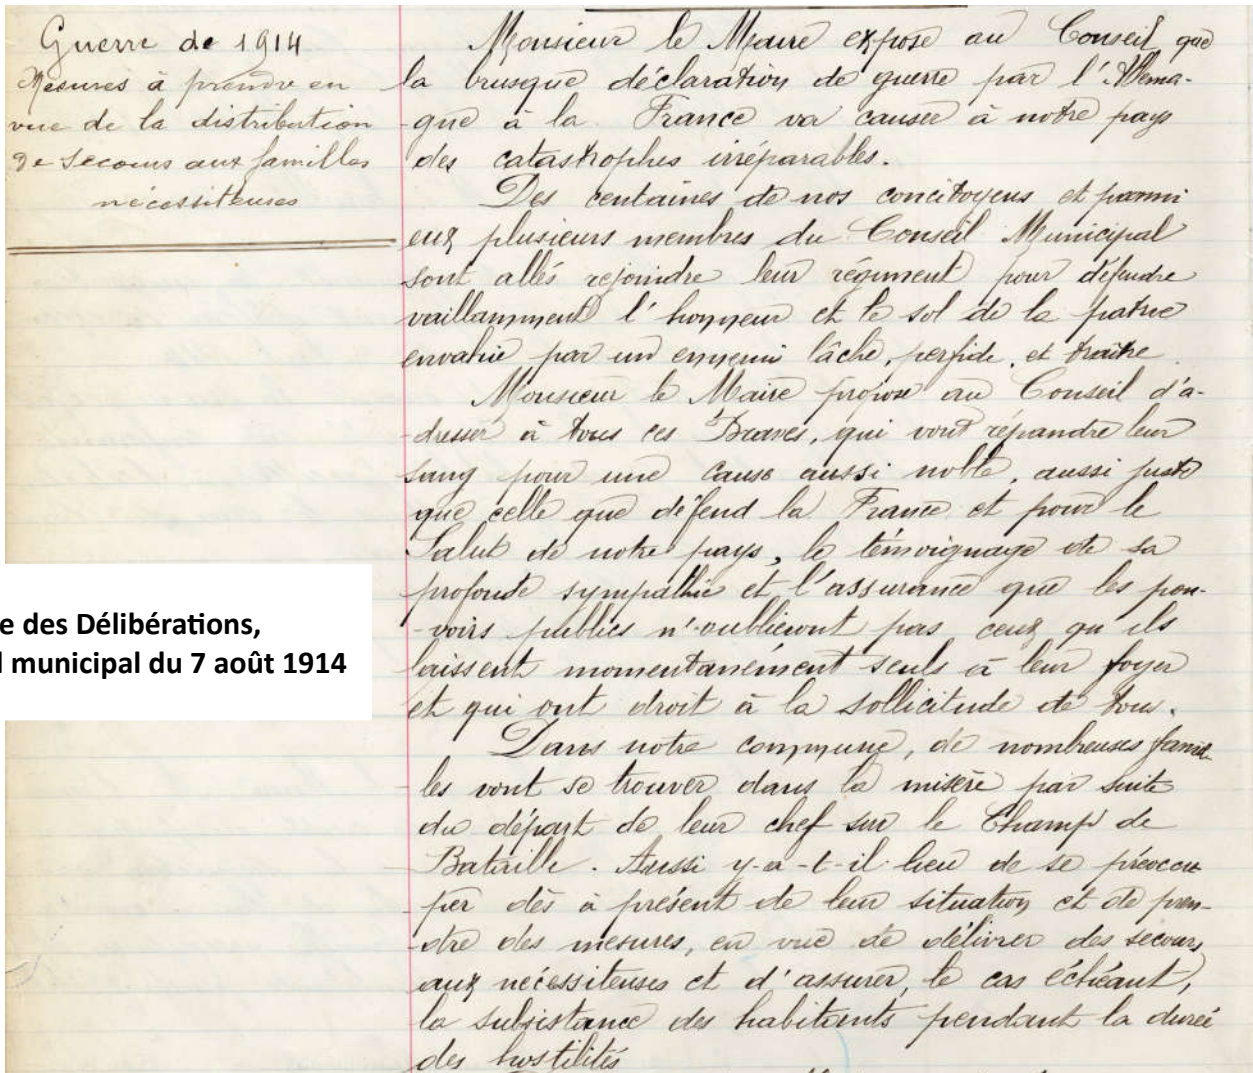 Guerre de 1914
Mesures à prendre en
vue de la distribution
de Secours aux familles
nécessiteuses
Monsieur le Maire expose au Conseil que
la brusque déclaration de guerre par l'Allema-
gne à la France va causer à notre pays
des catastrophes irréparables.
Des centaines de nos concitoyens et parmi
eux plusieurs membres du Conseil Municipal
sont allés rejoindre leur régiment pour défendre
vaillamment l'honneur et le sol de la patrie
envahie par un ennemi lâche, perfide, et traître.
Monsieur le Maire propose au Conseil d'a-
-dresser à tous ces Braves, qui vont répandre leur
sang pour une cause aussi noble, aussi juste
que celle que défend la France et pour le
Salut de notre pays, le témoignage de sa
profonde sympathie et l'assurance que les pou-
-voirs publics n'oublieront pas ceux qu'ils
laissent momentanément seuls à leur foyer
et qui ont droit à la sollicitude de tous.
Dans notre commune, de nombreuses famil-
les vont se trouver dans la misère par suite
du départ de leur chef sur le Champ de
Bataille. Aussi y-a-t-il lieu de se préoccu
per dès à présent de leur situation et de pren-
-dre des mesures, en vue de délivrer des secours
aux nécessiteuses et d'assurer, le cas échéant,
la subsistance des habitants pendant la durée
des hostilités
e des Délibérations,
l municipal du 7 août 1914